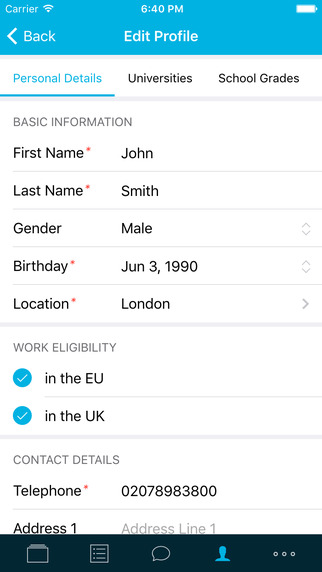 Carrier 6:40 PM
Back Edit Profile
Personal Details Universities School Grades
BASIC INFORMATION
First Name* John
Last Name* Smith
Gender Male
Birthday* Jun 3, 1990
Location* London
WORK ELIGIBILITY
in the EU
in the UK
CONTACT DETAILS
Telephone* 02078983800
Address 1 Address Line 1